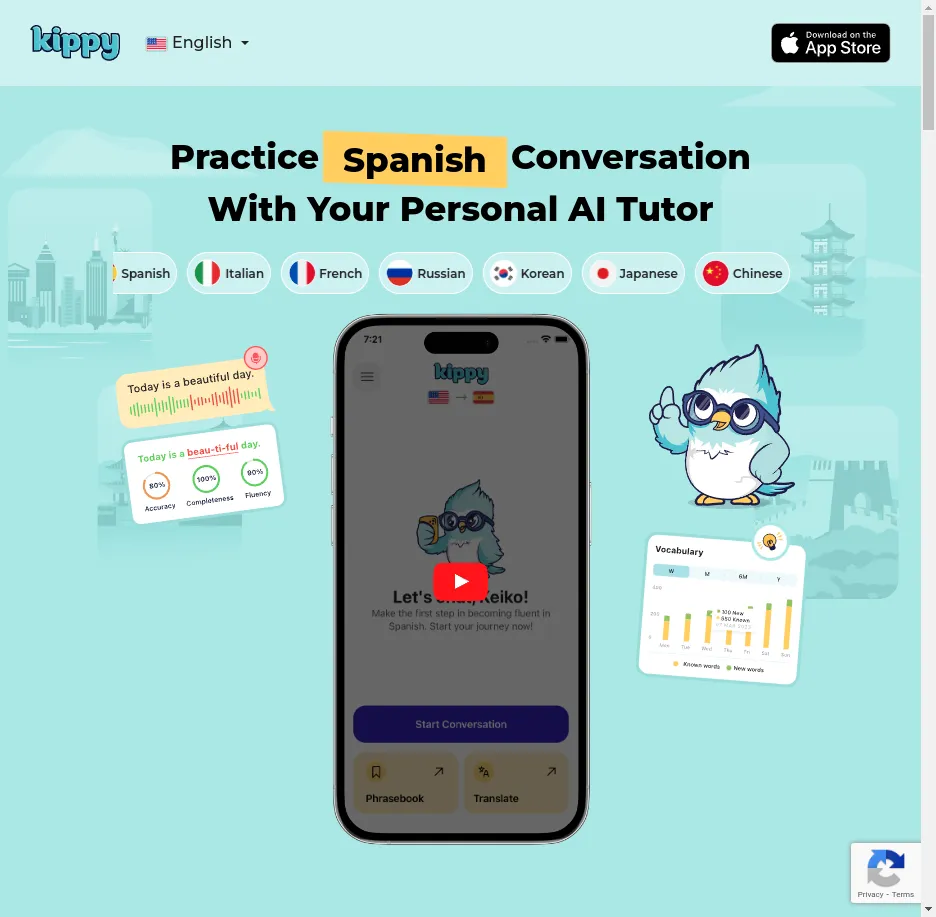 kippy
English
Download on the
App Store
Practice Spanish Conversation
With Your Personal AI Tutor
Spanish
Italian
French
Russian
Korean
Japanese
Chinese
Today is a beautiful day.
Today is a beau-ti-ful day.
80%
100%
90%
Accuracy
Completeness
Fluency
7:21
kippy
Let's
Keiko!
Make the first step in becoming fluent in
Spanish. Start your journey now!
Start Conversation
Phrasebook
Translate
Vocabulary
W
M
6M
Y
100 New
550 Known
Mon
Tue
Wed
Thu
Fri
Sat
Sun
Known words
New words
Privacy - Terms